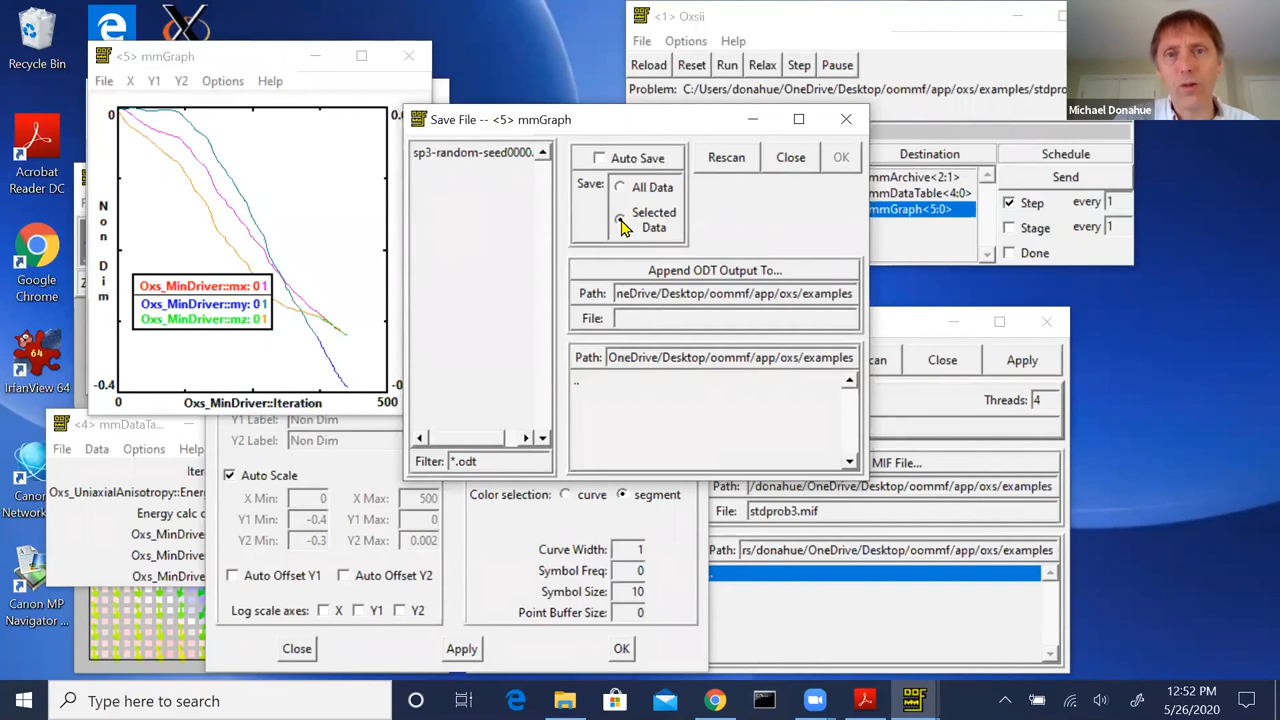 Recycle Bin
Acrobat
Reader DC
Google
Chrome
IrfanView 64
Canon
Network
Canon MP
Navigator ...
<5> mmGraph
File X Y1 Y2 Options Help
0
0.
Non Dim
Oxs_MinDriver::mx: 0 1
Oxs_MinDriver::my: 0 1
Oxs_MinDriver::mz: 0 1
-0.4
0
Oxs_MinDriver::Iteration
500
<4> mmDataTa...
File Data Options Help
Oxs_UniaxialAnisotropy::Energ
Energy calc c
Oxs_MinDrive
Oxs_MinDrive
Oxs_MinDrive
Y1 Label: Non Dim
Y2 Label: Non Dim
Auto Scale
X Min: 0 X Max: 500
Y1 Min: -0.4 Y1 Max: 0
Y2 Min: -0.3 Y2 Max: 0.002
Auto Offset Y1 Auto Offset Y2
Log scale axes: X Y1 Y2
Color selection: curve segment
Curve Width: 1
Symbol Freq: 0
Symbol Size: 10
Point Buffer Size: 0
Close Apply OK
Save File -- <5> mmGraph
sp3-random-seed0000.
Filter: *.odt
Auto Save
Save: All Data
Selected
Data
Rescan Close OK
Append ODT Output To...
Path: neDrive/Desktop/oommf/app/oxs/examples
File:
Path: OneDrive/Desktop/oommf/app/oxs/examples
..
<1> Oxsii
File Options Help
Reload Reset Run Relax Step Pause
Problem: C:/Users/donahue/OneDrive/Desktop/oommf/app/oxs/examples/stdpro
Destination Schedule
mmArchive<2:1>
mmDataTable<4:0>
mmGraph<5:0>
Send
Step every 1
Stage every 1
Done
Michael Donahue
can Close Apply
Threads: 4
MIF File...
/donahue/OneDrive/Desktop/oommf/app/oxs/examples
File: stdprob3.mif
Path: rs/donahue/OneDrive/Desktop/oommf/app/oxs/examples
Type here to search
12:52 PM
5/26/2020